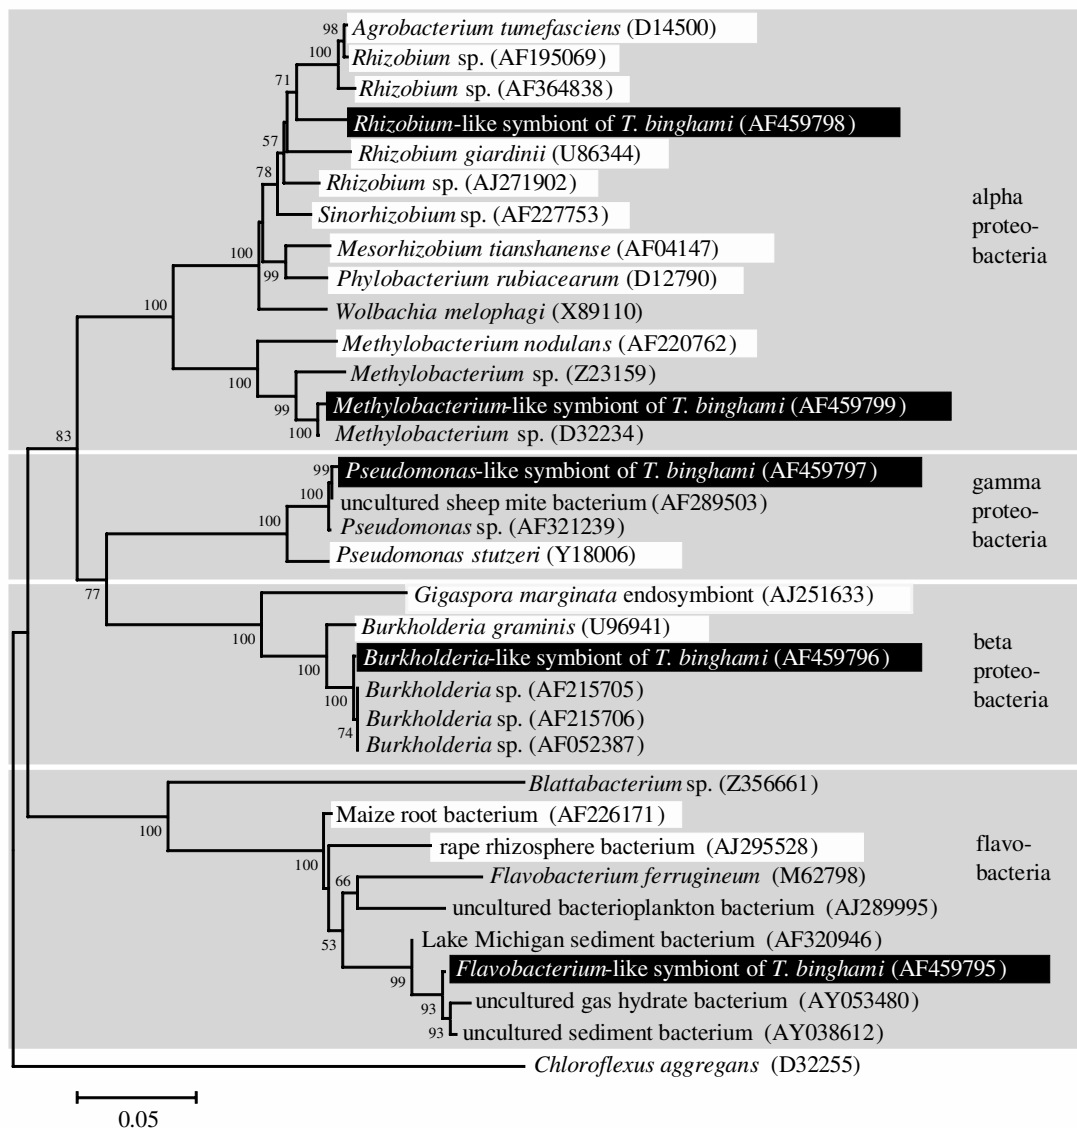 98
Agrobacterium tumefasciens (D14500)
100
Rhizobium sp. (AF195069)
71
Rhizobium sp. (AF364838)
Rhizobium-like symbiont of T. binghami (AF459798)
57
Rhizobium giardinii (U86344)
78
Rhizobium sp. (AJ271902)
Sinorhizobium sp. (AF227753)
100
Mesorhizobium tianshanense (AF04147)
99
Phylobacterium rubiacearum (D12790)
100
Wolbachia melophagi (X89110)
Methylobacterium nodulans (AF220762)
100
Methylobacterium sp. (Z23159)
99
Methylobacterium-like symbiont of T. binghami (AF459799)
100
Methylobacterium sp. (D32234)
alpha
proteo-
bacteria
83
99
Pseudomonas-like symbiont of T. binghami (AF459797)
100
uncultured sheep mite bacterium (AF289503)
100
Pseudomonas sp. (AF321239)
Pseudomonas stutzeri (Y18006)
gamma
proteo-
bacteria
77
Gigaspora marginata endosymbiont (AJ251633)
100
Burkholderia graminis (U96941)
100
Burkholderia-like symbiont of T. binghami (AF459796)
100
Burkholderia sp. (AF215705)
Burkholderia sp. (AF215706)
74
Burkholderia sp. (AF052387)
beta
proteo-
bacteria
Blattabacterium sp. (Z356661)
100
Maize root bacterium (AF226171)
100
rape rhizosphere bacterium (AJ295528)
66
Flavobacterium ferrugineum (M62798)
uncultured bacterioplankton bacterium (AJ289995)
53
Lake Michigan sediment bacterium (AF320946)
99
Flavobacterium-like symbiont of T. binghami (AF459795)
93
uncultured gas hydrate bacterium (AY053480)
93
uncultured sediment bacterium (AY038612)
flavo-
bacteria
Chloroflexus aggregans (D32255)
0.05